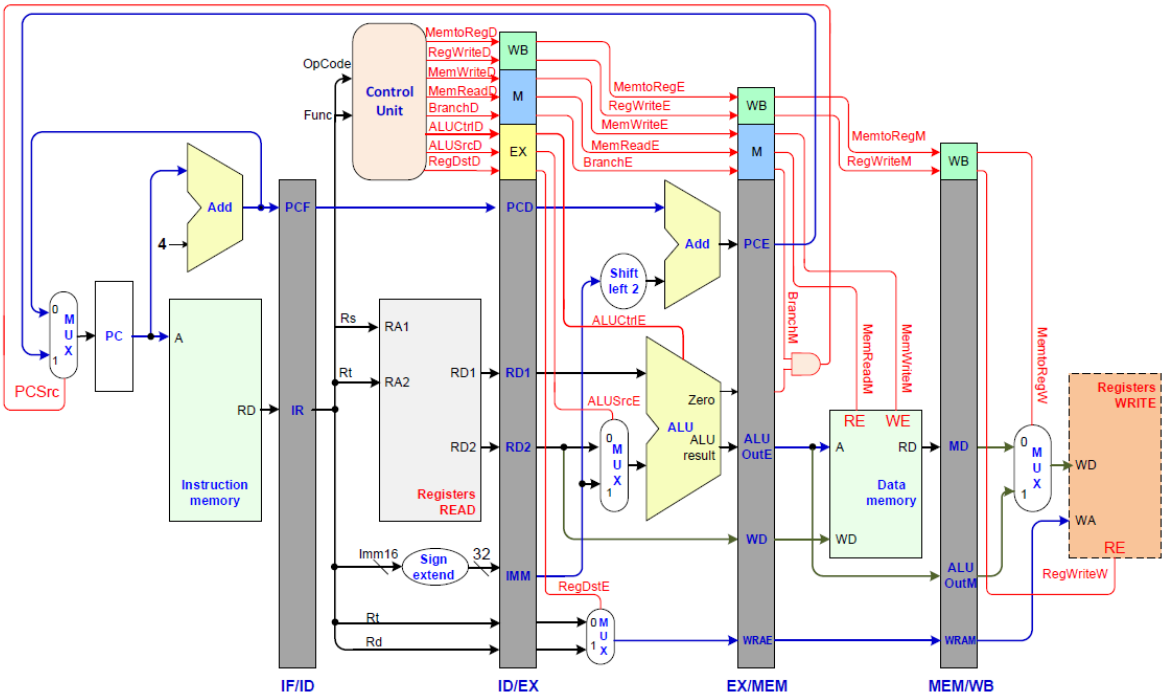 MemtoRegD
RegWriteD
MemWriteD
MemReadD
BranchD
ALUCtrlD
ALUSrcD
RegDstD
OpCode
Func
Control
Unit
WB
M
EX
MemtoRegE
RegWriteE
MemWriteE
MemReadE
BranchE
WB
M
MemtoRegM
RegWriteM
WB
Add
4
PCF
PCD
Add
PCE
Shift
left 2
0
M
U
X
1
PCSrc
PC
A
RD
Instruction
memory
IR
Rs
Rt
RA1
RA2
RD1
RD2
Registers
READ
RD1
RD2
ALUCtrlE
ALUSrcE
0
M
U
X
1
Zero
ALU
ALU
result
BranchM
MemReadM
MemWriteM
ALU
OutE
RE
WE
A
RD
Data
memory
WD
WD
MD
MemtoRegW
0
M
U
X
1
Registers
WRITE
WD
WA
RE
RegWriteW
Imm16
Sign
extend
32
IMM
RegDstE
ALU
OutM
Rt
Rd
0
M
U
X
1
WRAE
WRAM
IF/ID
ID/EX
EX/MEM
MEM/WB